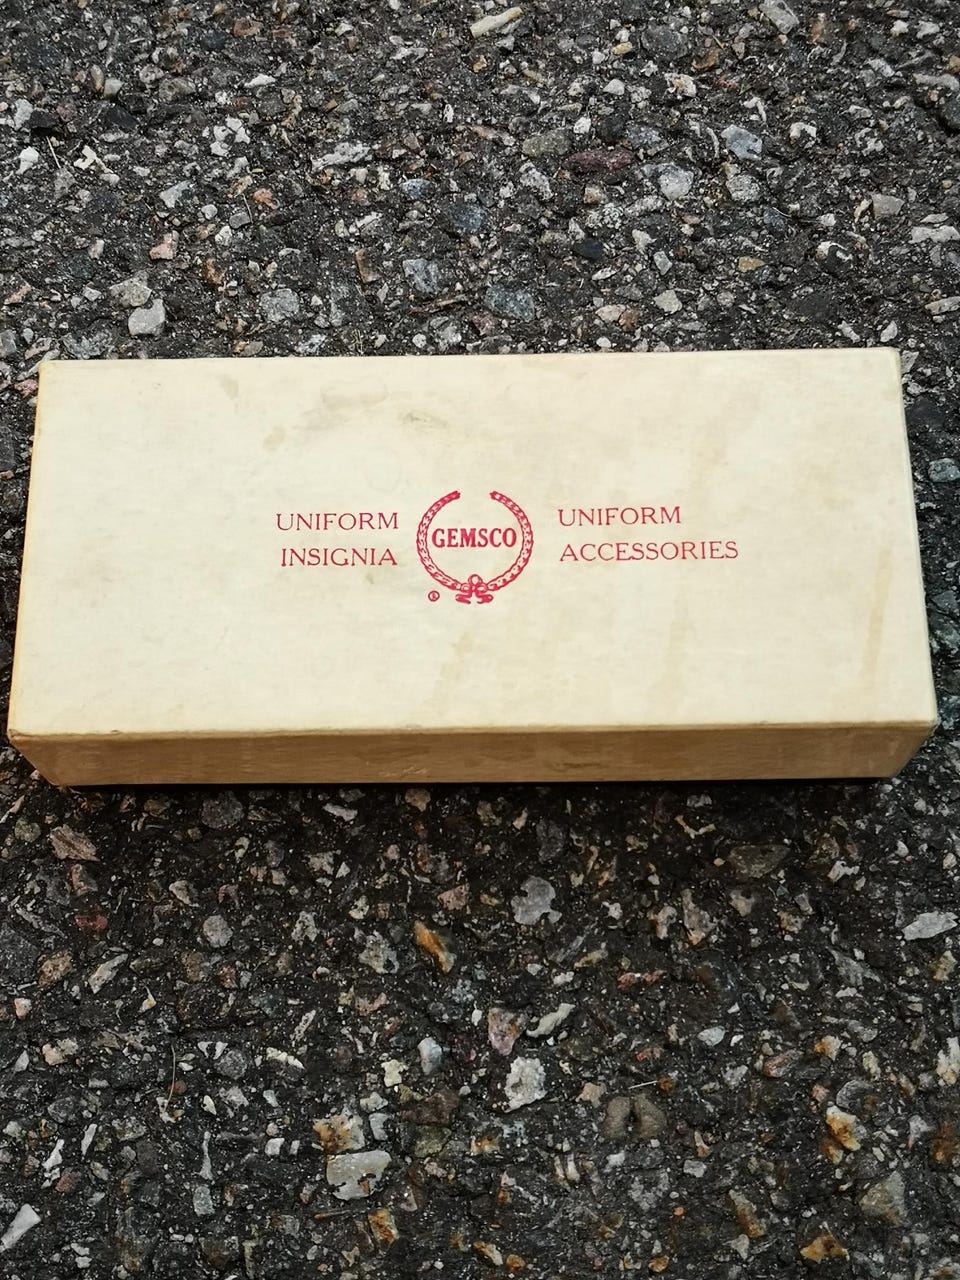 UNIFORM
INSIGNIA
GEMSCO
®
UNIFORM
ACCESSORIES